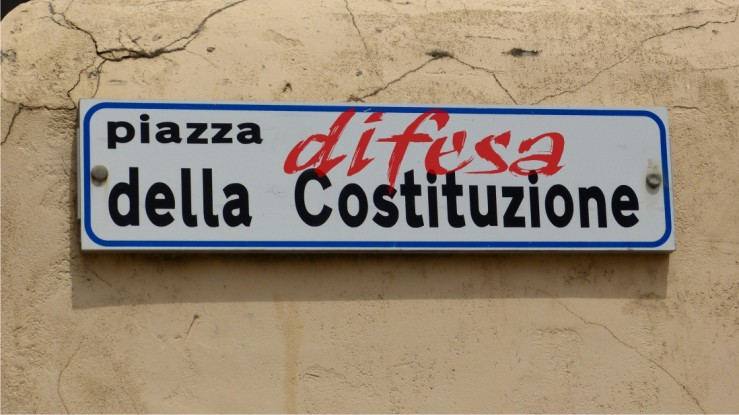 piazza difesa
della Costituzione